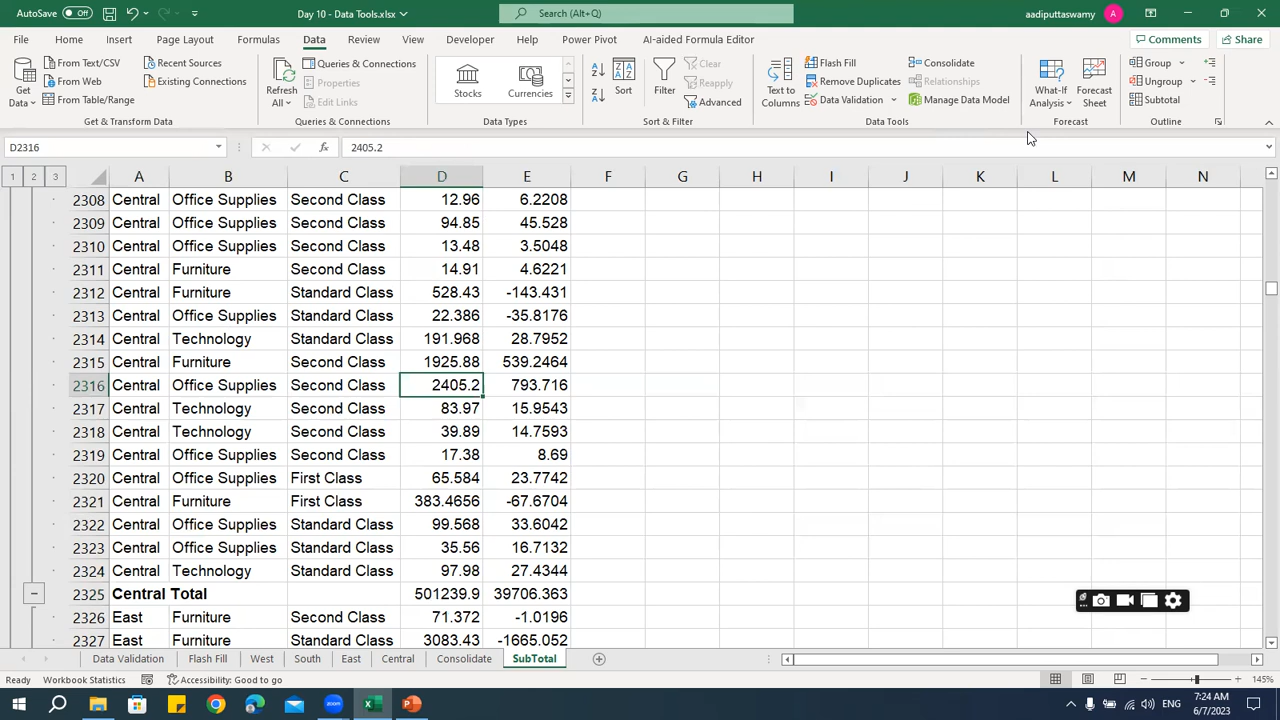 AutoSave Off Day 10 - Data Tools.xlsx Search (Alt+Q) aadiputtaswamy A
File Home Insert Page Layout Formulas Data Review View Developer Help Power Pivot AI-aided Formula Editor Comments Share
Get Data From Text/CSV From Web From Table/Range Recent Sources Existing Connections
Refresh All Queries & Connections Properties Edit Links
Stocks Currencies
Sort Filter Clear Reapply Advanced
Text to Columns Flash Fill Remove Duplicates Data Validation Consolidate Relationships Manage Data Model
What-If Analysis Forecast Sheet Group Ungroup Subtotal
Get & Transform Data Queries & Connections Data Types Sort & Filter Data Tools Forecast Outline
D2316 fx 2405.2
1 2 3 A B C D E F G H I J K L M N
2308 Central Office Supplies Second Class 12.96 6.2208
2309 Central Office Supplies Second Class 94.85 45.528
2310 Central Office Supplies Second Class 13.48 3.5048
2311 Central Furniture Second Class 14.91 4.6221
2312 Central Furniture Standard Class 528.43 -143.431
2313 Central Office Supplies Standard Class 22.386 -35.8176
2314 Central Technology Standard Class 191.968 28.7952
2315 Central Furniture Second Class 1925.88 539.2464
2316 Central Office Supplies Second Class 2405.2 793.716
2317 Central Technology Second Class 83.97 15.9543
2318 Central Technology Second Class 39.89 14.7593
2319 Central Office Supplies Second Class 17.38 8.69
2320 Central Office Supplies First Class 65.584 23.7742
2321 Central Furniture First Class 383.4656 -67.6704
2322 Central Office Supplies Standard Class 99.568 33.6042
2323 Central Office Supplies Standard Class 35.56 16.7132
2324 Central Technology Standard Class 97.98 27.4344
2325 Central Total 501239.9 39706.363
2326 East Furniture Second Class 71.372 -1.0196
2327 East Furniture Standard Class 3083.43 -1665.052
Data Validation Flash Fill West South East Central Consolidate SubTotal
Ready Workbook Statistics Accessibility: Good to go 145%
zoom ENG 7:24 AM
6/7/2023